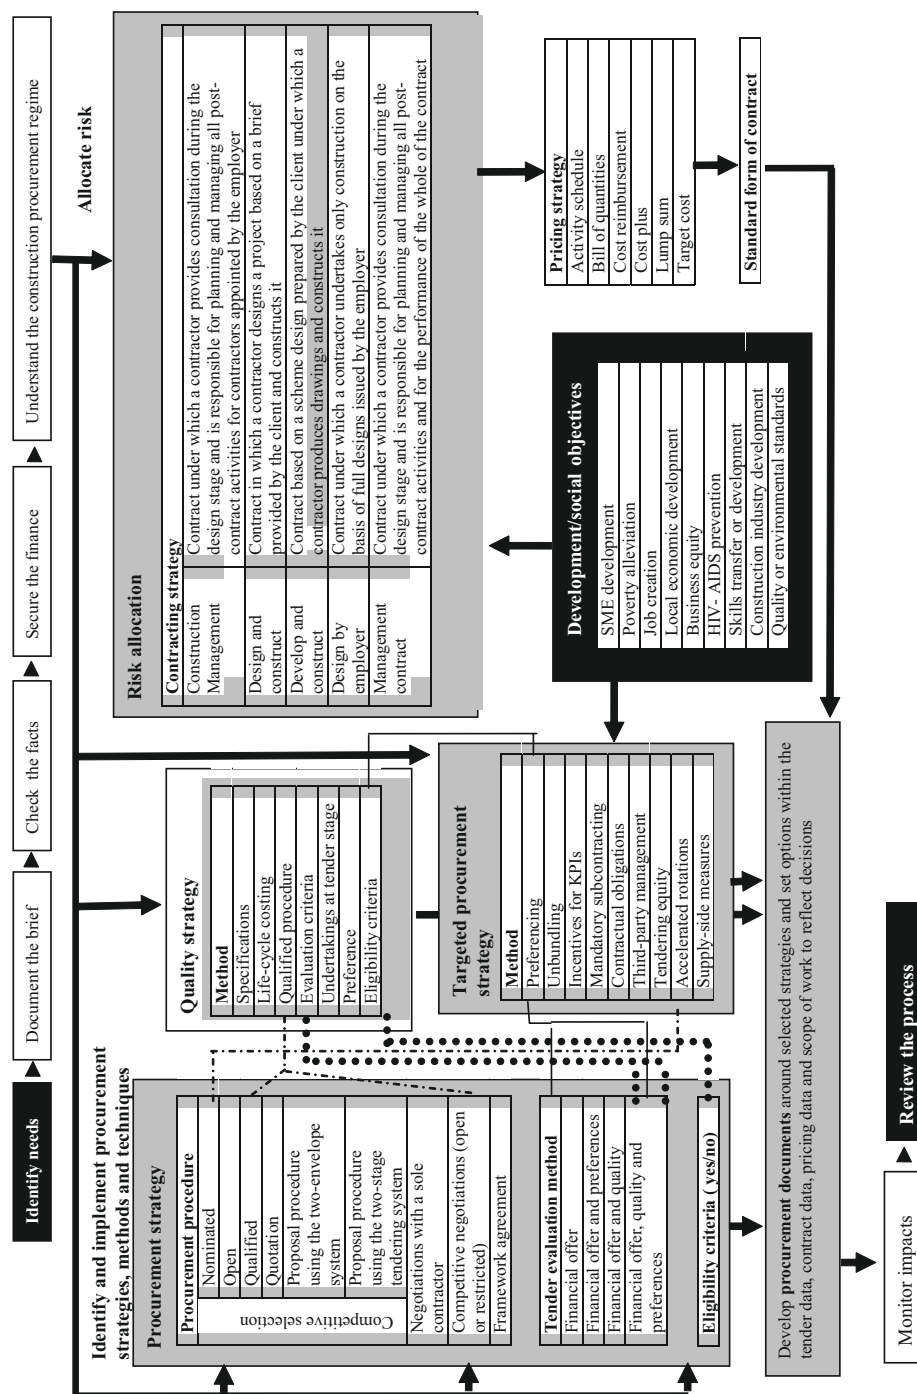 Identify needs
Document the brief
Check the facts
Secure the finance
Understand the construction procurement regime
Identify and implement procurement
strategies, methods and techniques
Allocate risk
Procurement strategy
Procurement procedure
Competitive selection
Nominated
Open
Qualified
Quotation
Proposal procedure
using the two-envelope
system
Proposal procedure
using the two-stage
tendering system
Negotiations with a sole
contractor
Competitive negotiations (open
or restricted)
Framework agreement
Tender evaluation method
Financial offer
Financial offer and preferences
Financial offer and quality
Financial offer, quality and
preferences
Eligibility criteria ( yes/no)
Quality strategy
Method
Specifications
Life-cycle costing
Qualified procedure
Evaluation criteria
Undertakings at tender stage
Preference
Eligibility criteria
Targeted procurement
strategy
Method
Preferencing
Unbundling
Incentives for KPIs
Mandatory subcontracting
Contractual obligations
Third-party management
Tendering equity
Accelerated rotations
Supply-side measures
Risk allocation
Contracting strategy
Construction
Management
Contract under which a contractor provides consultation during the
design stage and is responsible for planning and managing all post-
contract activities for contractors appointed by the employer
Design and
construct
Contract in which a contractor designs a project based on a brief
provided by the client and constructs it
Develop and
construct
Contract based on a scheme design prepared by the client under which a
contractor produces drawings and constructs it
Design by
employer
Contract under which a contractor undertakes only construction on the
basis of full designs issued by the employer
Management
contract
Contract under which a contractor provides consultation during the
design stage and is responsible for planning and managing all post-
contract activities and for the performance of the whole of the contract
Development/social objectives
SME development
Poverty alleviation
Job creation
Local economic development
Business equity
HIV- AIDS prevention
Skills transfer or development
Construction industry development
Quality or environmental standards
Pricing strategy
Activity schedule
Bill of quantities
Cost reimbursement
Cost plus
Lump sum
Target cost
Standard form of contract
Develop procurement documents around selected strategies and set options within the
tender data, contract data, pricing data and scope of work to reflect decisions
Monitor impacts
Review the process